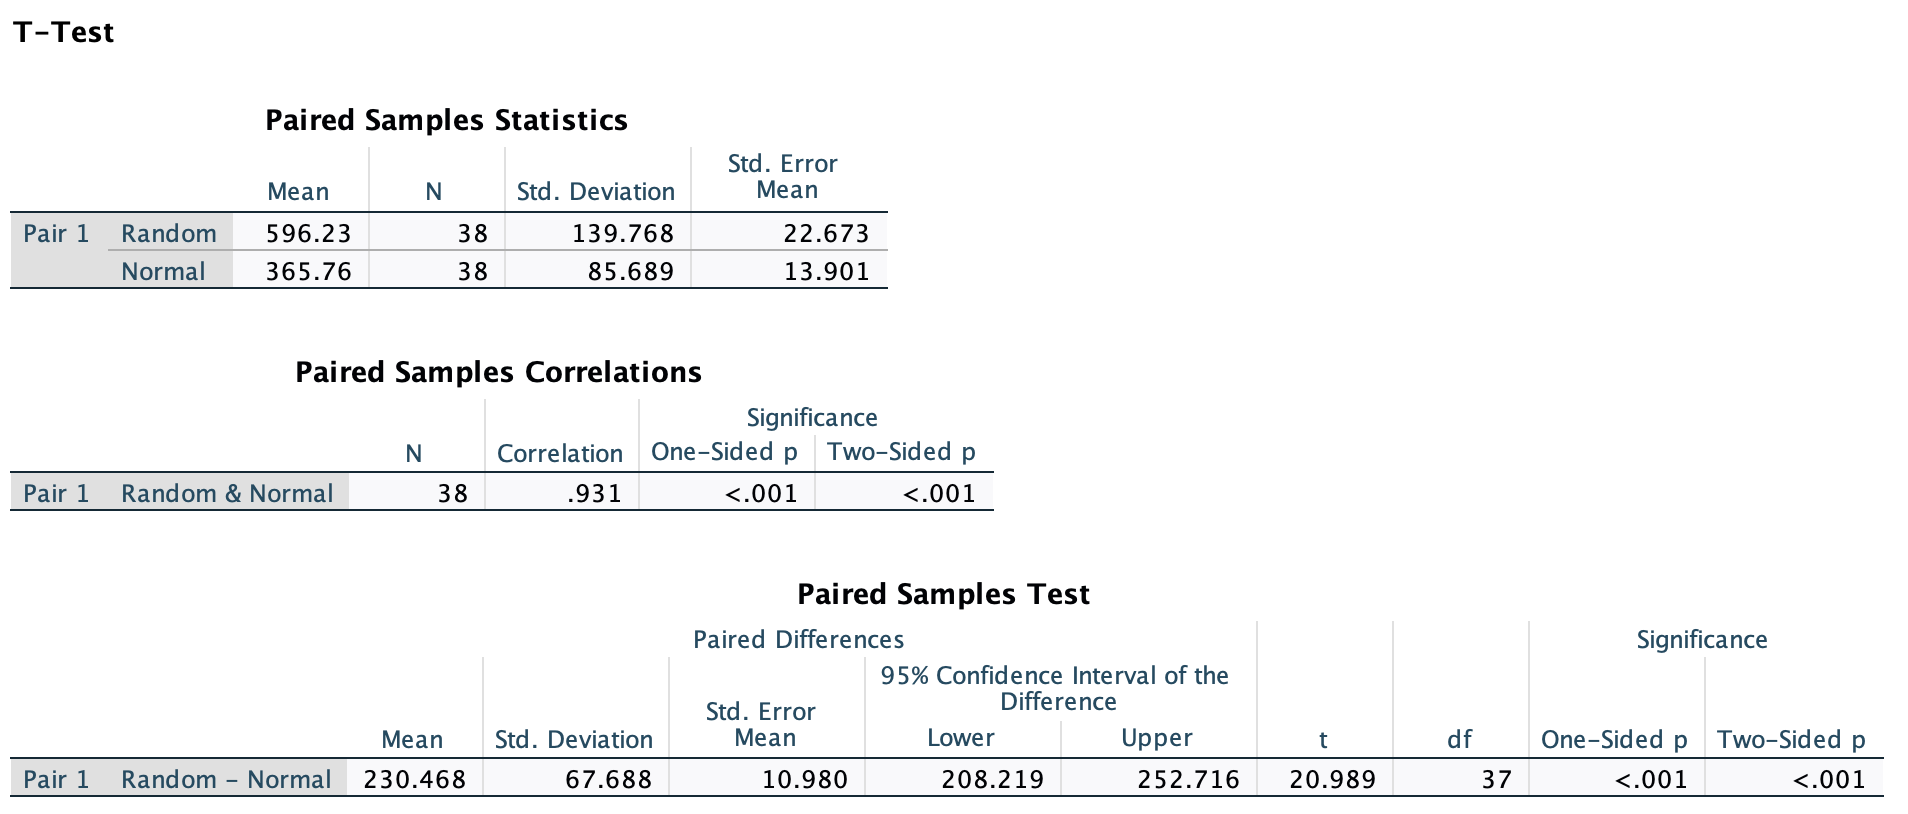 T-Test
Paired Samples Statistics
Mean N Std. Deviation Std. Error Mean
Pair 1 Random 596.23 38 139.768 22.673
Normal 365.76 38 85.689 13.901
Paired Samples Correlations
Significance
N Correlation One-Sided p Two-Sided p
Pair 1 Random & Normal 38 .931 <.001 <.001
Paired Samples Test
Paired Differences Significance
95% Confidence Interval of the Difference
Mean Std. Deviation Std. Error Mean Lower Upper t df One-Sided p Two-Sided p
Pair 1 Random - Normal 230.468 67.688 10.980 208.219 252.716 20.989 37 <.001 <.001